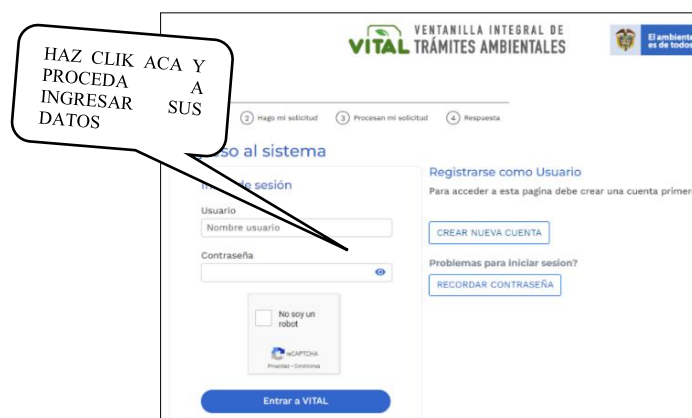 HAZ CLIK ACA Y
PROCEDA A
INGRESAR SUS
DATOS
VITAL
VENTANILLA INTEGRAL DE
TRÁMITES AMBIENTALES
El ambiente
es de todos
2 Hago mi solicitud
3 Procesan mi solicitud
4 Respuesta
eso al sistema
de sesión
Usuario
Nombre usuario
Contraseña
No soy un
robot
reCAPTCHA
Privacidad - Condiciones
Entrar a VITAL
Registrarse como Usuario
Para acceder a esta pagina debe crear una cuenta primer
CREAR NUEVA CUENTA
Problemas para iniciar sesion?
RECORDAR CONTRASEÑA